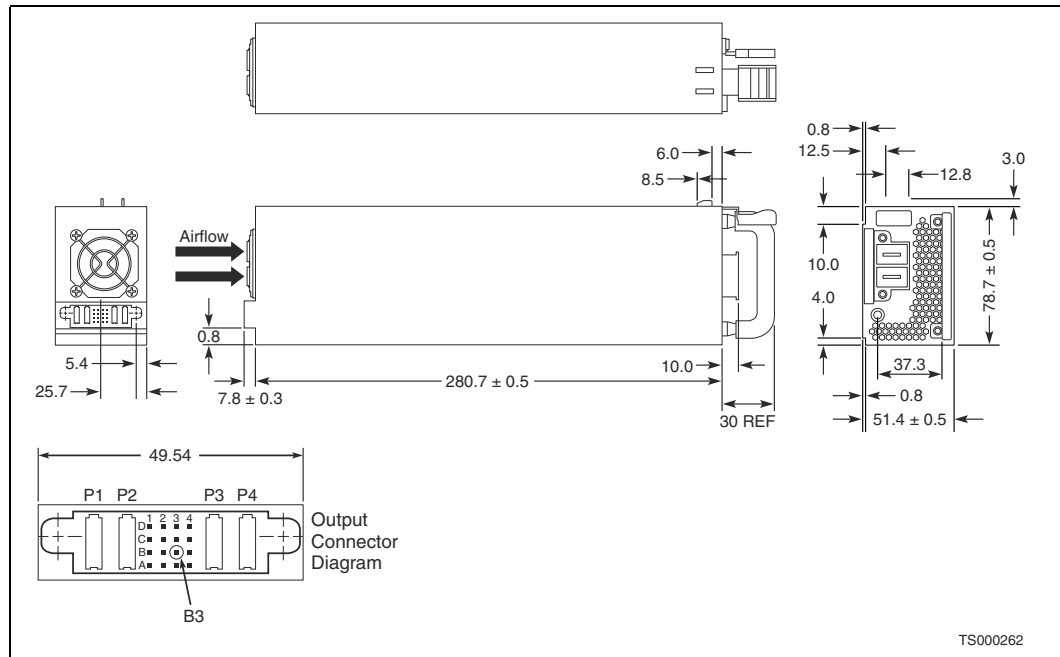 0.8
12.5
3.0
12.8
6.0
8.5
Airflow
10.0
78.7 ± 0.5
4.0
0.8
5.4
10.0
37.3
25.7
280.7 ± 0.5
7.8 ± 0.3
0.8
30 REF
51.4 ± 0.5
49.54
P1 P2 P3 P4
1 2 3 4
D
C
B
A
Output
Connector
Diagram
B3
TS000262